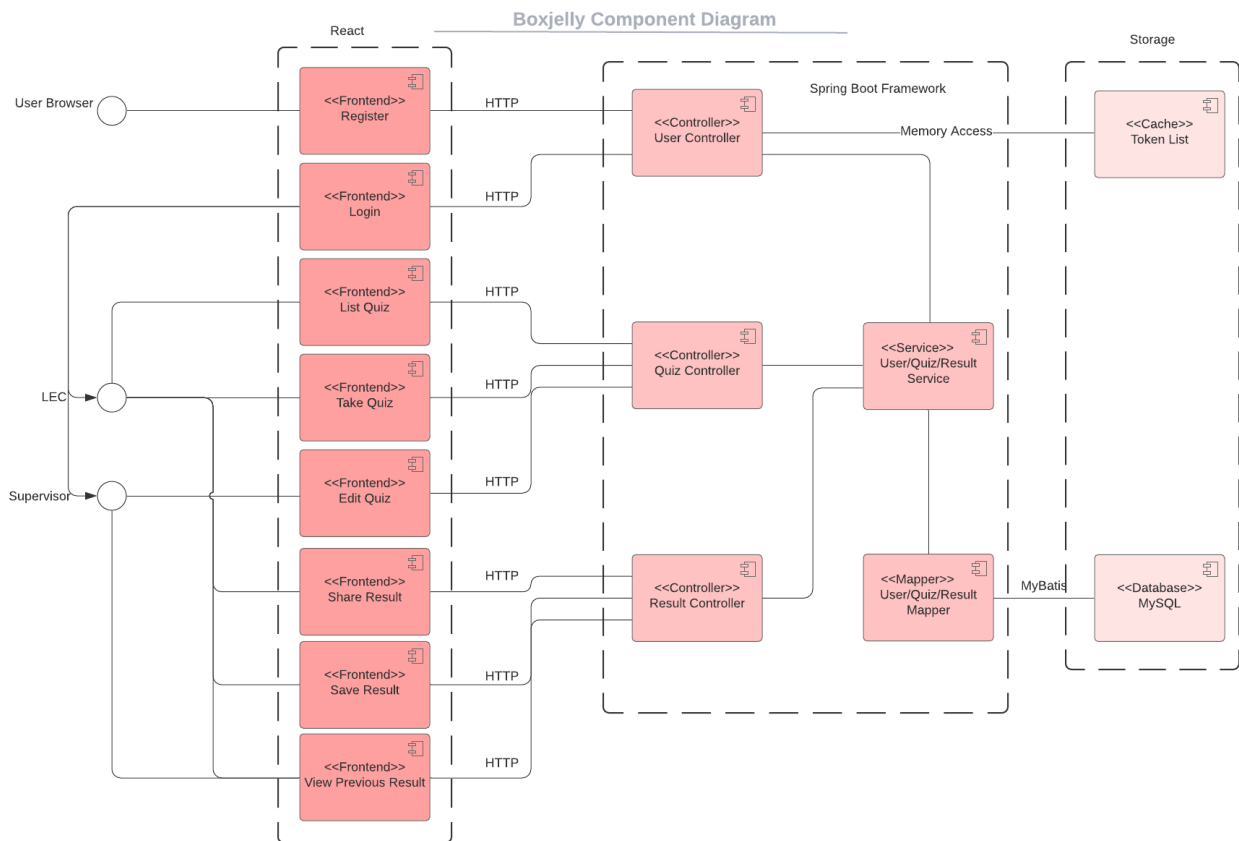 Boxjelly Component Diagram
React
Storage
Spring Boot Framework
User Browser
<<Frontend>>
Register
HTTP
<<Controller>>
User Controller
Memory Access
<<Cache>>
Token List
<<Frontend>>
Login
HTTP
<<Frontend>>
List Quiz
HTTP
<<Controller>>
Quiz Controller
<<Service>>
User/Quiz/Result
Service
LEC
<<Frontend>>
Take Quiz
HTTP
Supervisor
<<Frontend>>
Edit Quiz
HTTP
<<Frontend>>
Share Result
HTTP
<<Controller>>
Result Controller
<<Mapper>>
User/Quiz/Result
Mapper
MyBatis
<<Database>>
MySQL
<<Frontend>>
Save Result
HTTP
<<Frontend>>
View Previous Result
HTTP